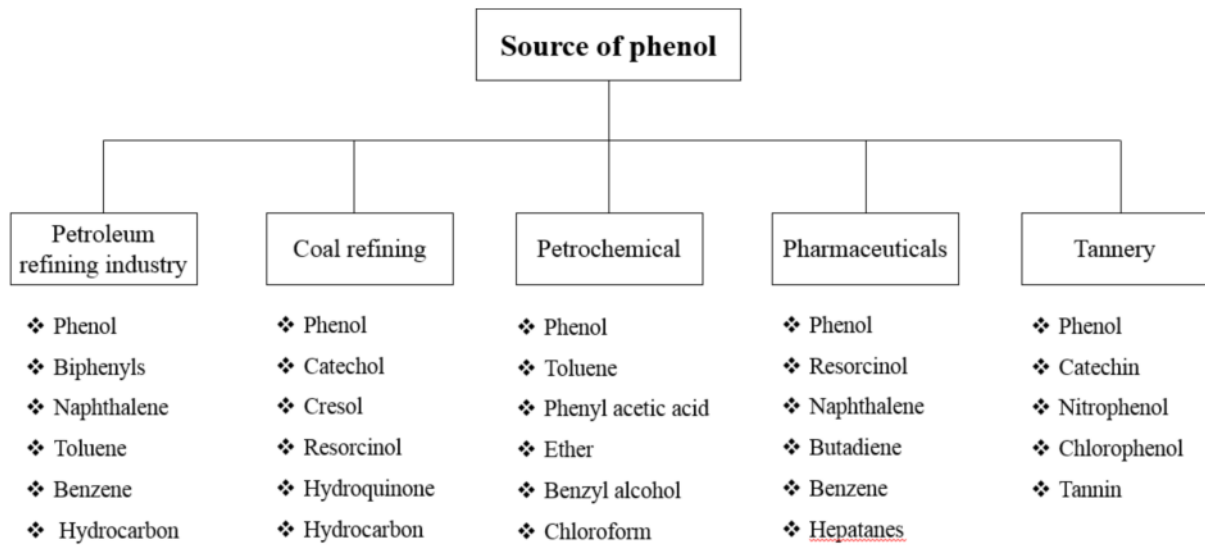 Source of phenol
Petroleum
refining industry
❖ Phenol
❖ Biphenyls
❖ Naphthalene
❖ Toluene
❖ Benzene
❖ Hydrocarbon
Coal refining
❖ Phenol
❖ Catechol
❖ Cresol
❖ Resorcinol
❖ Hydroquinone
❖ Hydrocarbon
Petrochemical
❖ Phenol
❖ Toluene
❖ Phenyl acetic acid
❖ Ether
❖ Benzyl alcohol
❖ Chloroform
Pharmaceuticals
❖ Phenol
❖ Resorcinol
❖ Naphthalene
❖ Butadiene
❖ Benzene
❖ Hepatanes
Tannery
❖ Phenol
❖ Catechin
❖ Nitrophenol
❖ Chlorophenol
❖ Tannin